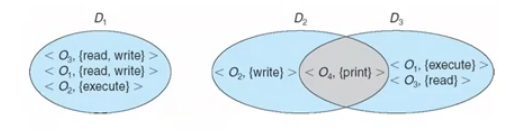 D₁ D₂ D₃
< O₃, {read, write} >
< O₁, {read, write} >
< O₂, {execute} >
< O₂, {write} >
< O₄, {print} >
< O₁, {execute} >
< O₃, {read} >